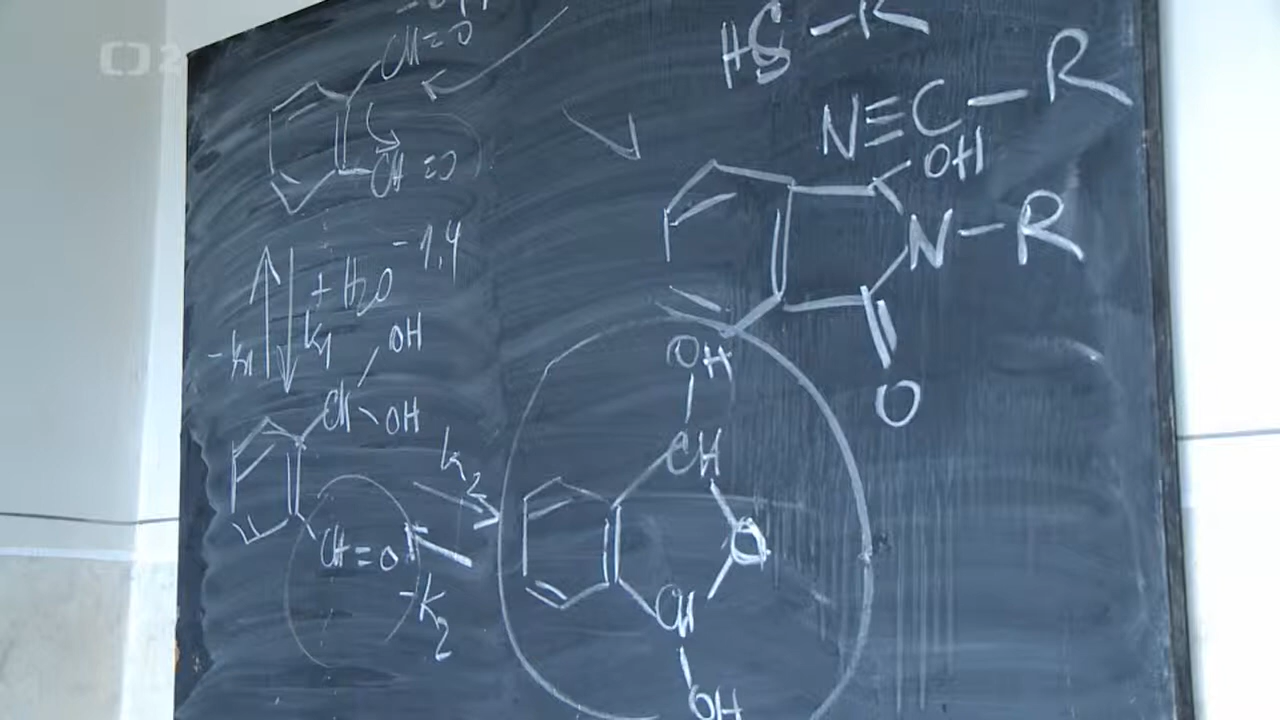 2
CH=O
CH=O
+ H2O
-1,4
-k1
k1
OH
CH
OH
CH=O
k2
-k2
HS-R
N≡C-R
OH
N-R
O
OH
CH
O
CH
OH